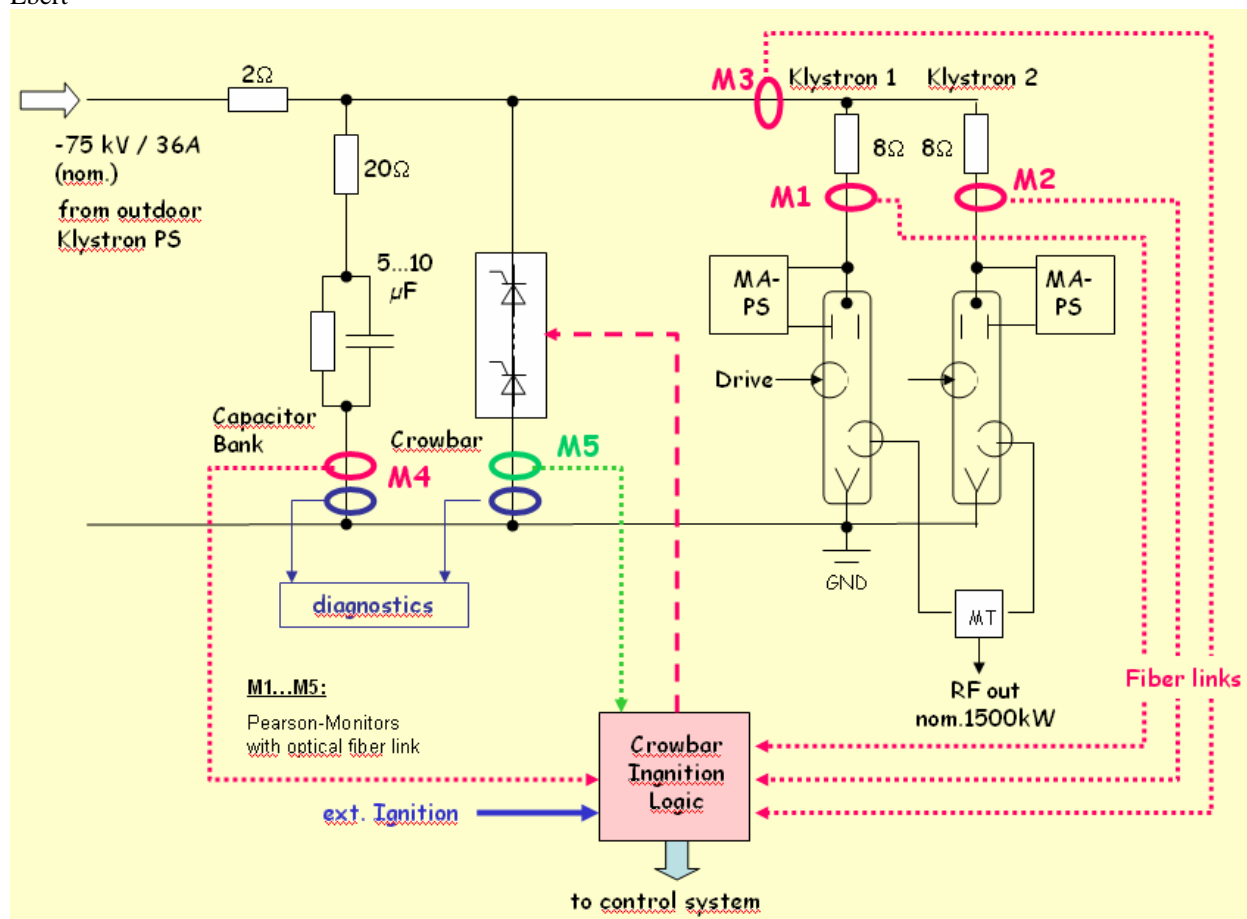 Ebert
2Ω
M3
Klystron 1
Klystron 2
-75 kV / 36A
(nom.)
from outdoor
Klystron PS
20Ω
8Ω
8Ω
M1
M2
5...10
µF
MA-
PS
MA-
PS
Drive
Capacitor
Bank
Crowbar
M5
M4
GND
diagnostics
MT
M1...M5:
Pearson-Monitors
with optical fiber link
RF out
nom.1500kW
Fiber links
Crowbar
Ingnition
Logic
ext. Ignition
to control system